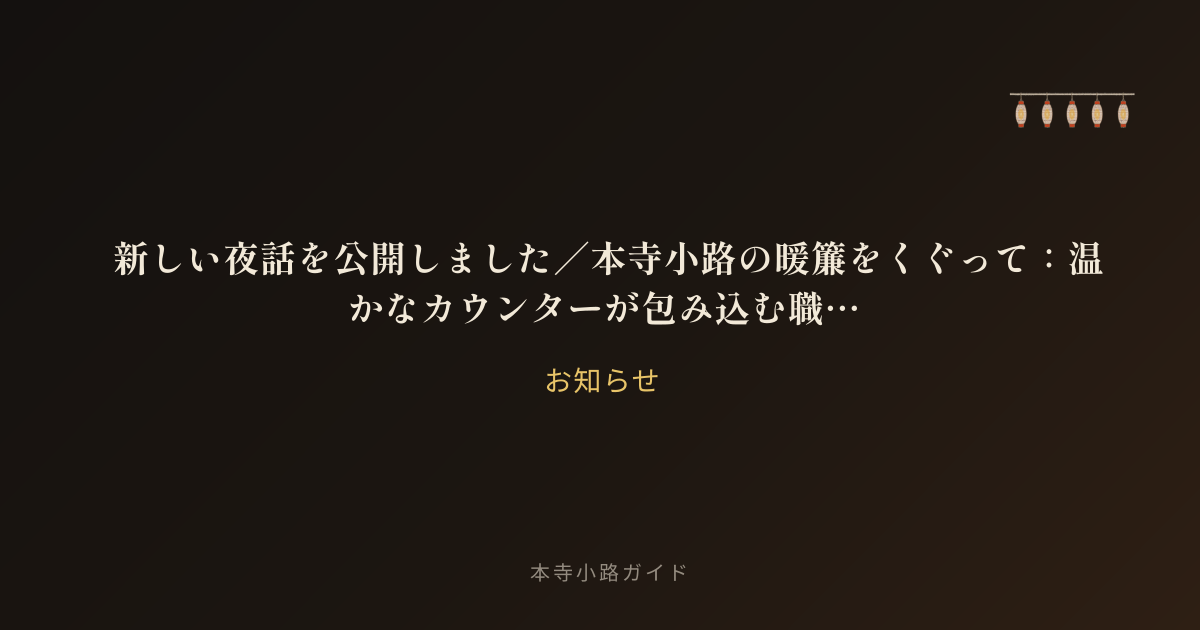 新しい夜話を公開しました／本寺小路の暖簾をくぐって：温
かなカウンターが包み込む職…
お知らせ
本寺小路ガイド